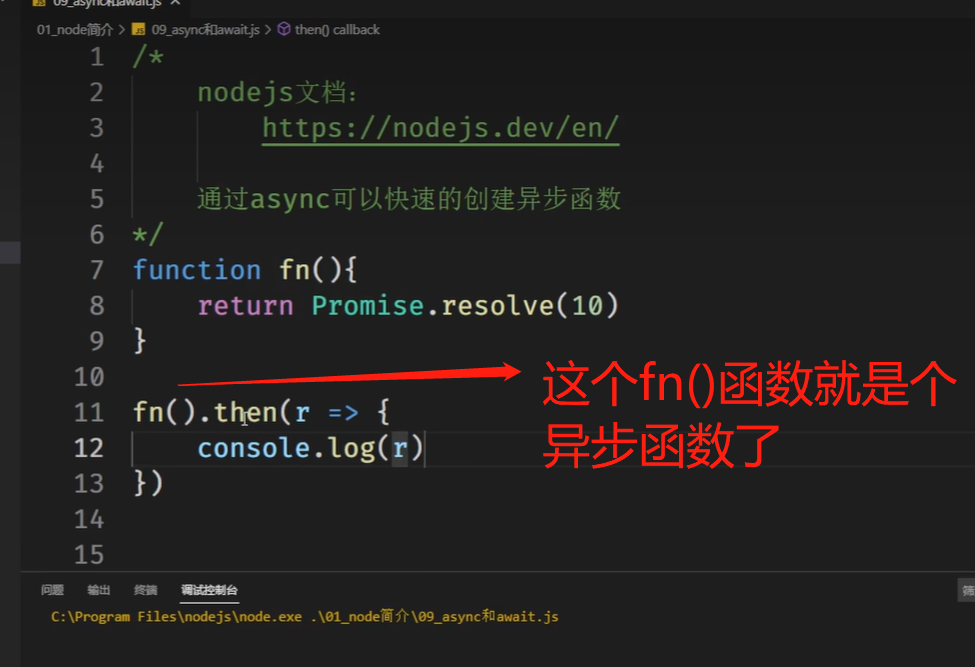 09_async和await.js
01_node简介 > 09_async和await.js > then() callback
1 /*
2 nodejs文档：
3 https://nodejs.dev/en/
4
5 通过async可以快速的创建异步函数
6 */
7 function fn(){
8 return Promise.resolve(10)
9 }
10
11 fn().then(r => {
12 console.log(r)
13 })
14
15
这个fn()函数就是个
异步函数了
问题 输出 终端 调试控制台 筛
C:\Program Files\nodejs\node.exe .\01_node简介\09_async和await.js